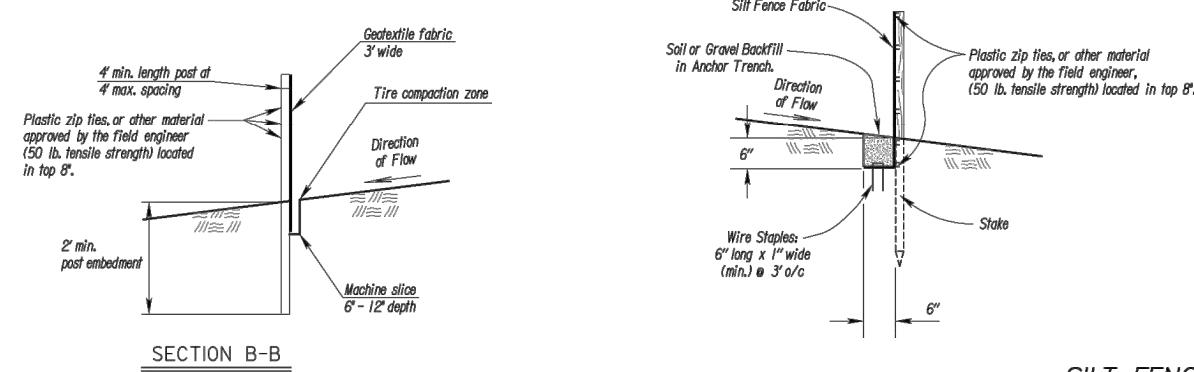 Geotextile fabric
3' wide
4' min. length post at
4' max. spacing
Tire compaction zone
Plastic zip ties, or other material
approved by the field engineer
(50 lb. tensile strength) located
in top 8".
Direction
of Flow
2' min.
post embedment
Machine slice
6" - 12" depth
SECTION B-B
Silt Fence Fabric
Soil or Gravel Backfill
in Anchor Trench.
Direction
of Flow
Plastic zip ties, or other material
approved by the field engineer,
(50 lb. tensile strength) located in top 8".
6"
Wire Staples:
6" long x 1" wide
(min.) @ 3' o/c
Stake
6"